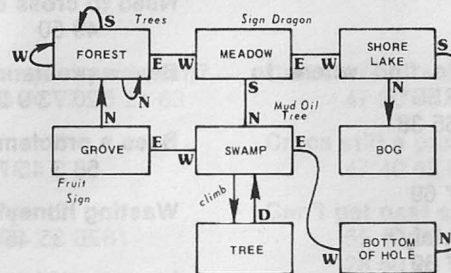 S Trees Sign Dragon
W FOREST E W MEADOW E W SHORE LAKE S
N S N
N N Mud Oil Tree
GROVE E W SWAMP E BOG
Fruit Sign
climb
D
TREE W BOTTOM OF HOLE N